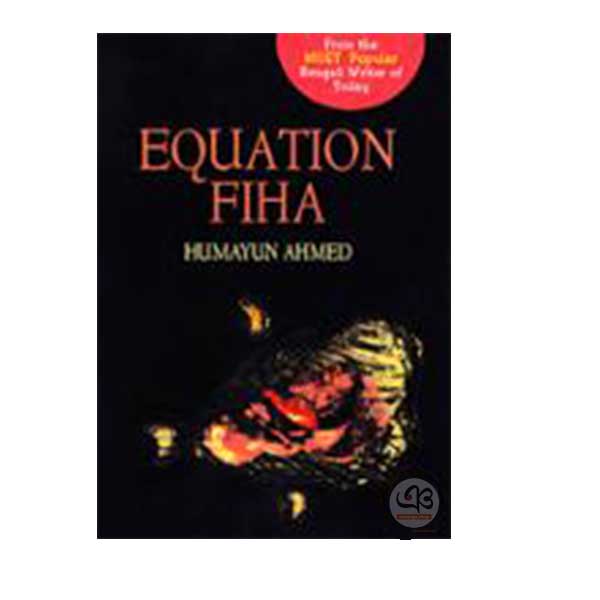 From the
MOST Popular
Bengali Writer of
Today
EQUATION
FIHA
HUMAYUN AHMED